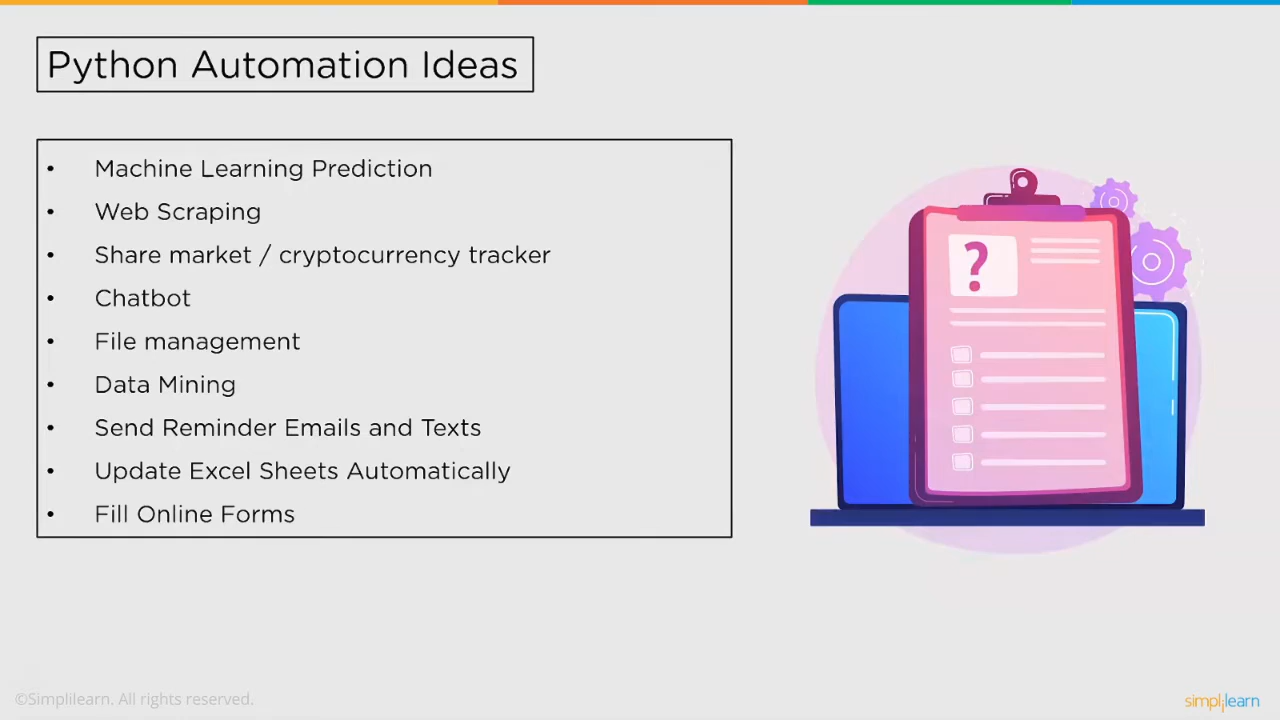 Python Automation Ideas
• Machine Learning Prediction
• Web Scraping
• Share market / cryptocurrency tracker
• Chatbot
• File management
• Data Mining
• Send Reminder Emails and Texts
• Update Excel Sheets Automatically
• Fill Online Forms
?
©Simplilearn. All rights reserved.
simplilearn